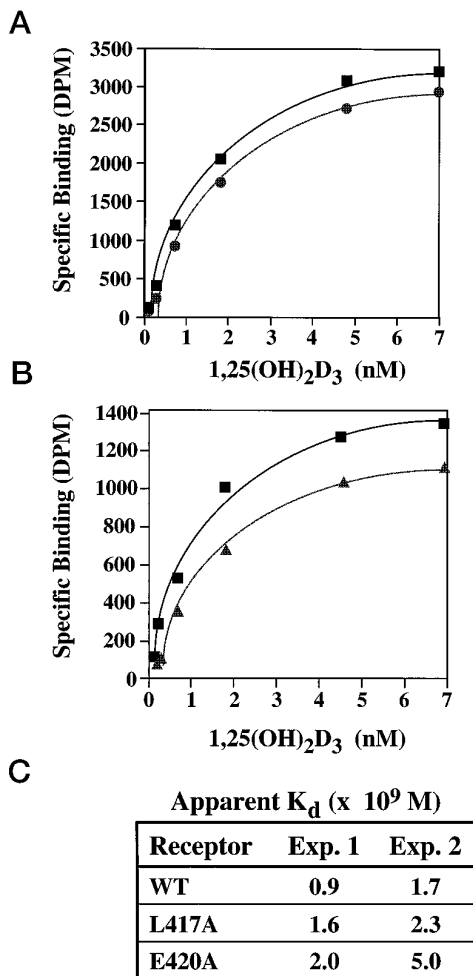 A
Specific Binding (DPM)
3500
3000
2500
2000
1500
1000
500
0
0 1 2 3 4 5 6 7
1,25(OH)₂D₃ (nM)
B
Specific Binding (DPM)
1400
1200
1000
800
600
400
200
0
0 1 2 3 4 5 6 7
1,25(OH)₂D₃ (nM)
C
Apparent K_d (x 10⁹ M)
Receptor Exp. 1 Exp. 2
WT 0.9 1.7
L417A 1.6 2.3
E420A 2.0 5.0